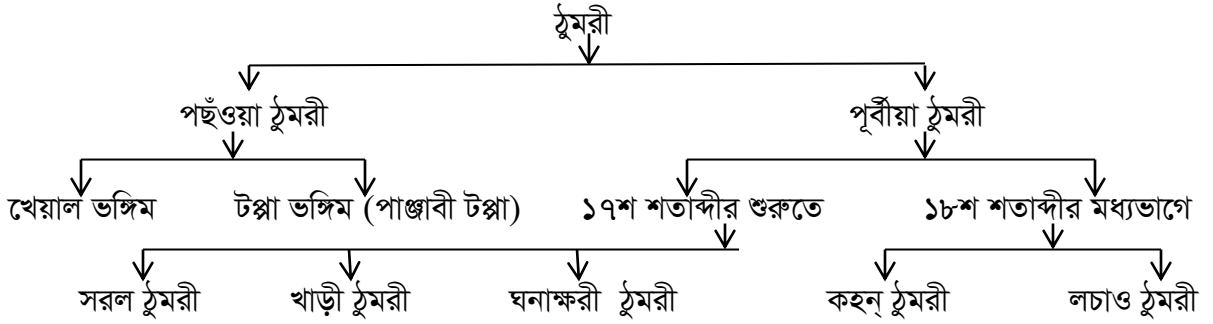 ঠুমরী
পছঁওয়া ঠুমরী পূর্বীয়া ঠুমরী
খেয়াল ভঙ্গিম টপ্পা ভঙ্গিম (পাঞ্জাবী টপ্পা) ১৭শ শতাব্দীর শুরুতে ১৮শ শতাব্দীর মধ্যভাগে
সরল ঠুমরী খাড়ী ঠুমরী ঘনাক্ষরী ঠুমরী কহন্ ঠুমরী লচাও ঠুমরী